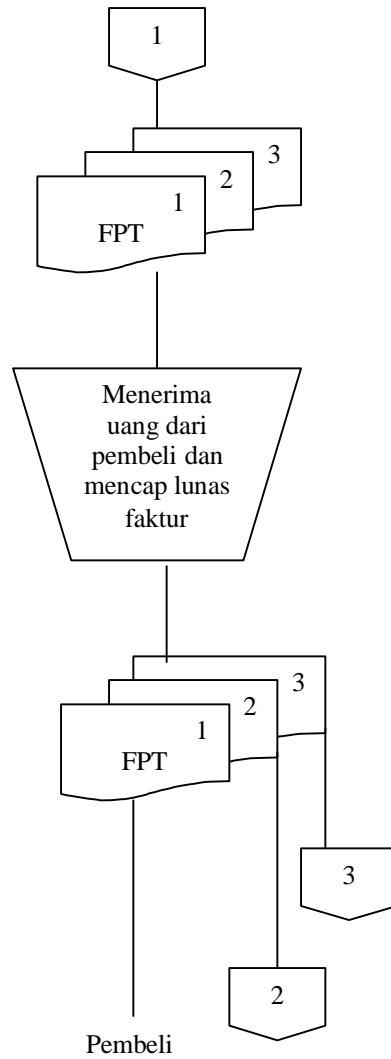 1
3
2
1
FPT
Menerima
uang dari
pembeli dan
mencap lunas
faktur
3
2
1
FPT
3
2
Pembeli